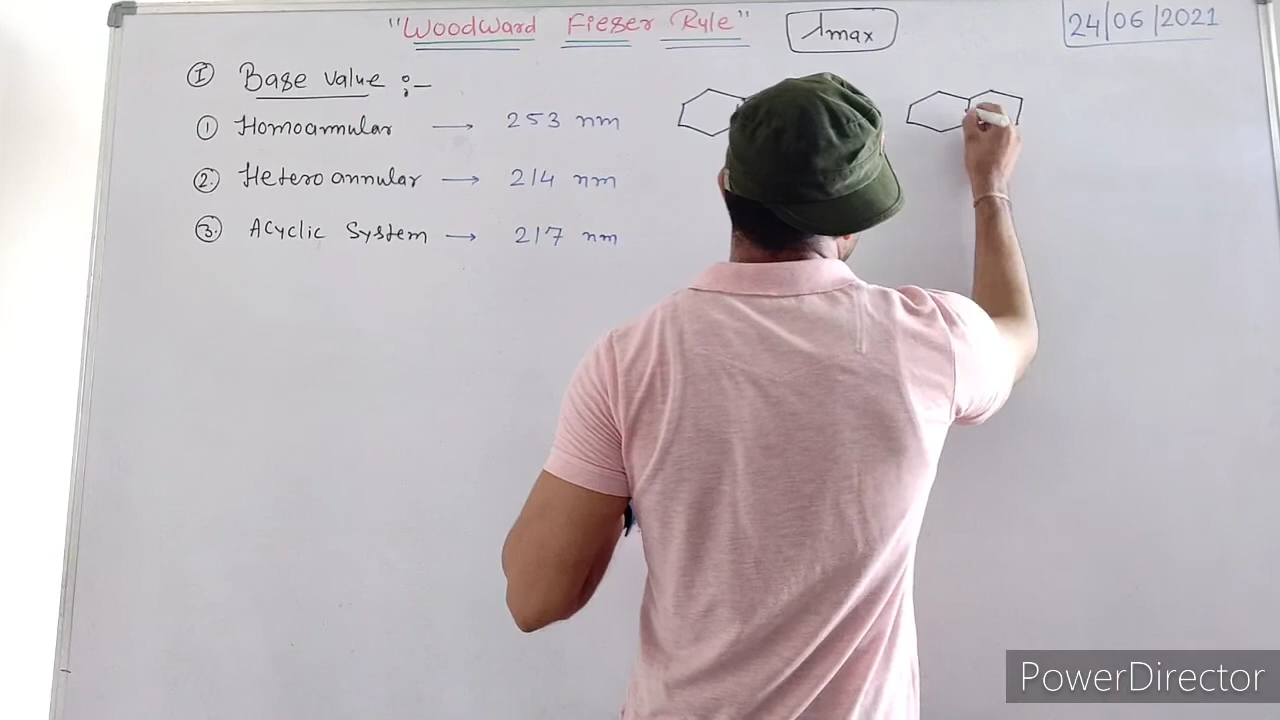 "Woodward Fieser Ryle" λmax 24/06/2021
I Base value :-
1 Homoannular → 253 nm
2. Heteroannular → 214 nm
3. Acyclic System → 217 nm
PowerDirector